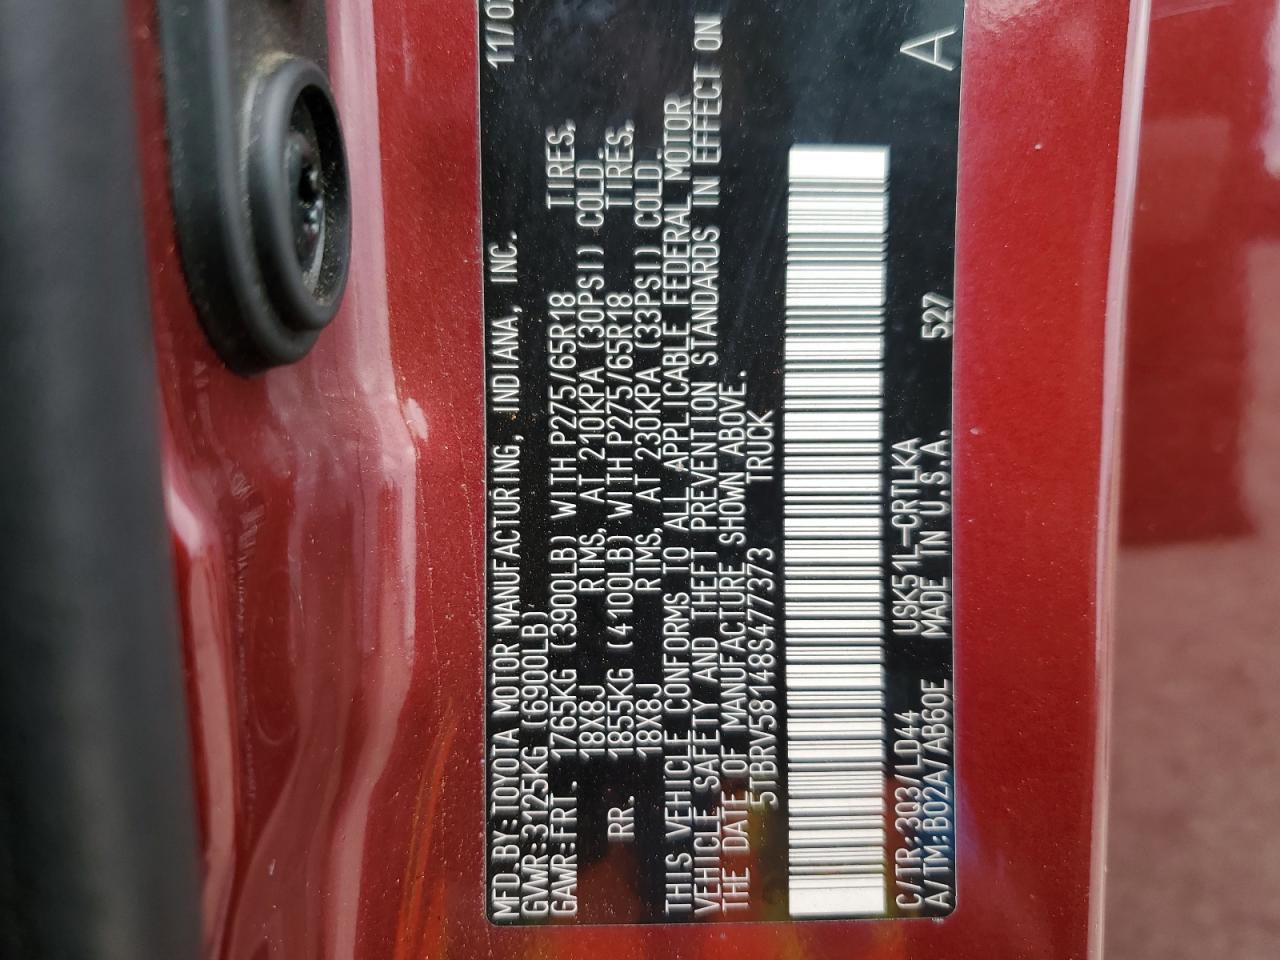 MFD.BY:TOYOTA MOTOR MANUFACTURING, INDIANA, INC. 11/0
GVWR:3125KG (6900LB)
GAWR:FRT. 1765KG (3900LB) WITH P275/65R18 TIRES,
18X8J RIMS, AT 210KPA (30PSI) COLD.
RR. 1855KG (4100LB) WITH P275/65R18 TIRES,
18X8J RIMS, AT 230KPA (33PSI) COLD.
THIS VEHICLE CONFORMS TO ALL APPLICABLE FEDERAL MOTOR
VEHICLE SAFETY AND THEFT PREVENTION STANDARDS IN EFFECT ON
THE DATE OF MANUFACTURE SHOWN ABOVE.
5TBRV58148S477373 TRUCK
C/TR:3Q3/LD44 USK51L-CRTLKA
A/TM:B02A/AB60E MADE IN U.S.A. 527
A